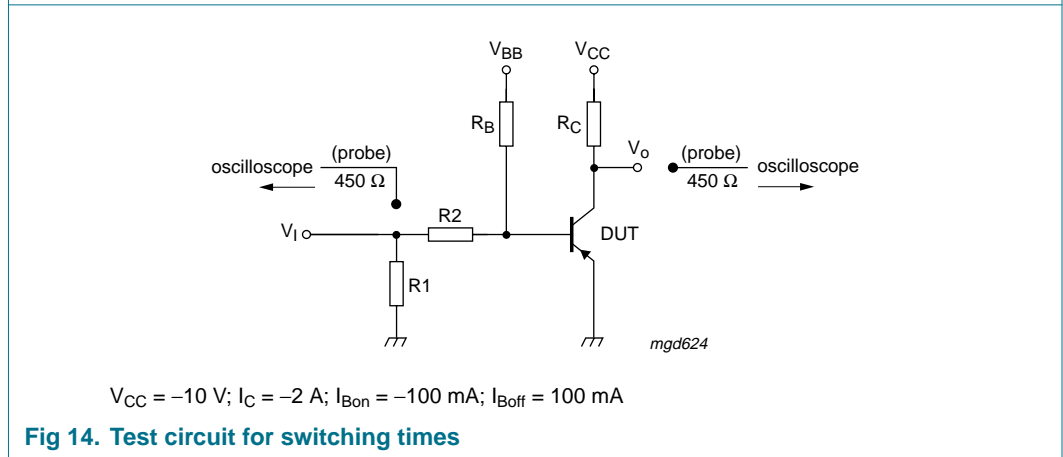 VBB VCC
RB RC
oscilloscope (probe) 450 Ω
Vo (probe) 450 Ω oscilloscope
R2
VI
DUT
R1
mgd624
VCC = −10 V; IC = −2 A; IBon = −100 mA; IBoff = 100 mA
Fig 14. Test circuit for switching times